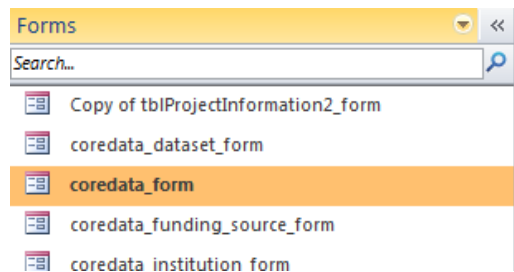 Forms
Search...
Copy of tblProjectInformation2_form
coredata_dataset_form
coredata_form
coredata_funding_source_form
coredata_institution_form